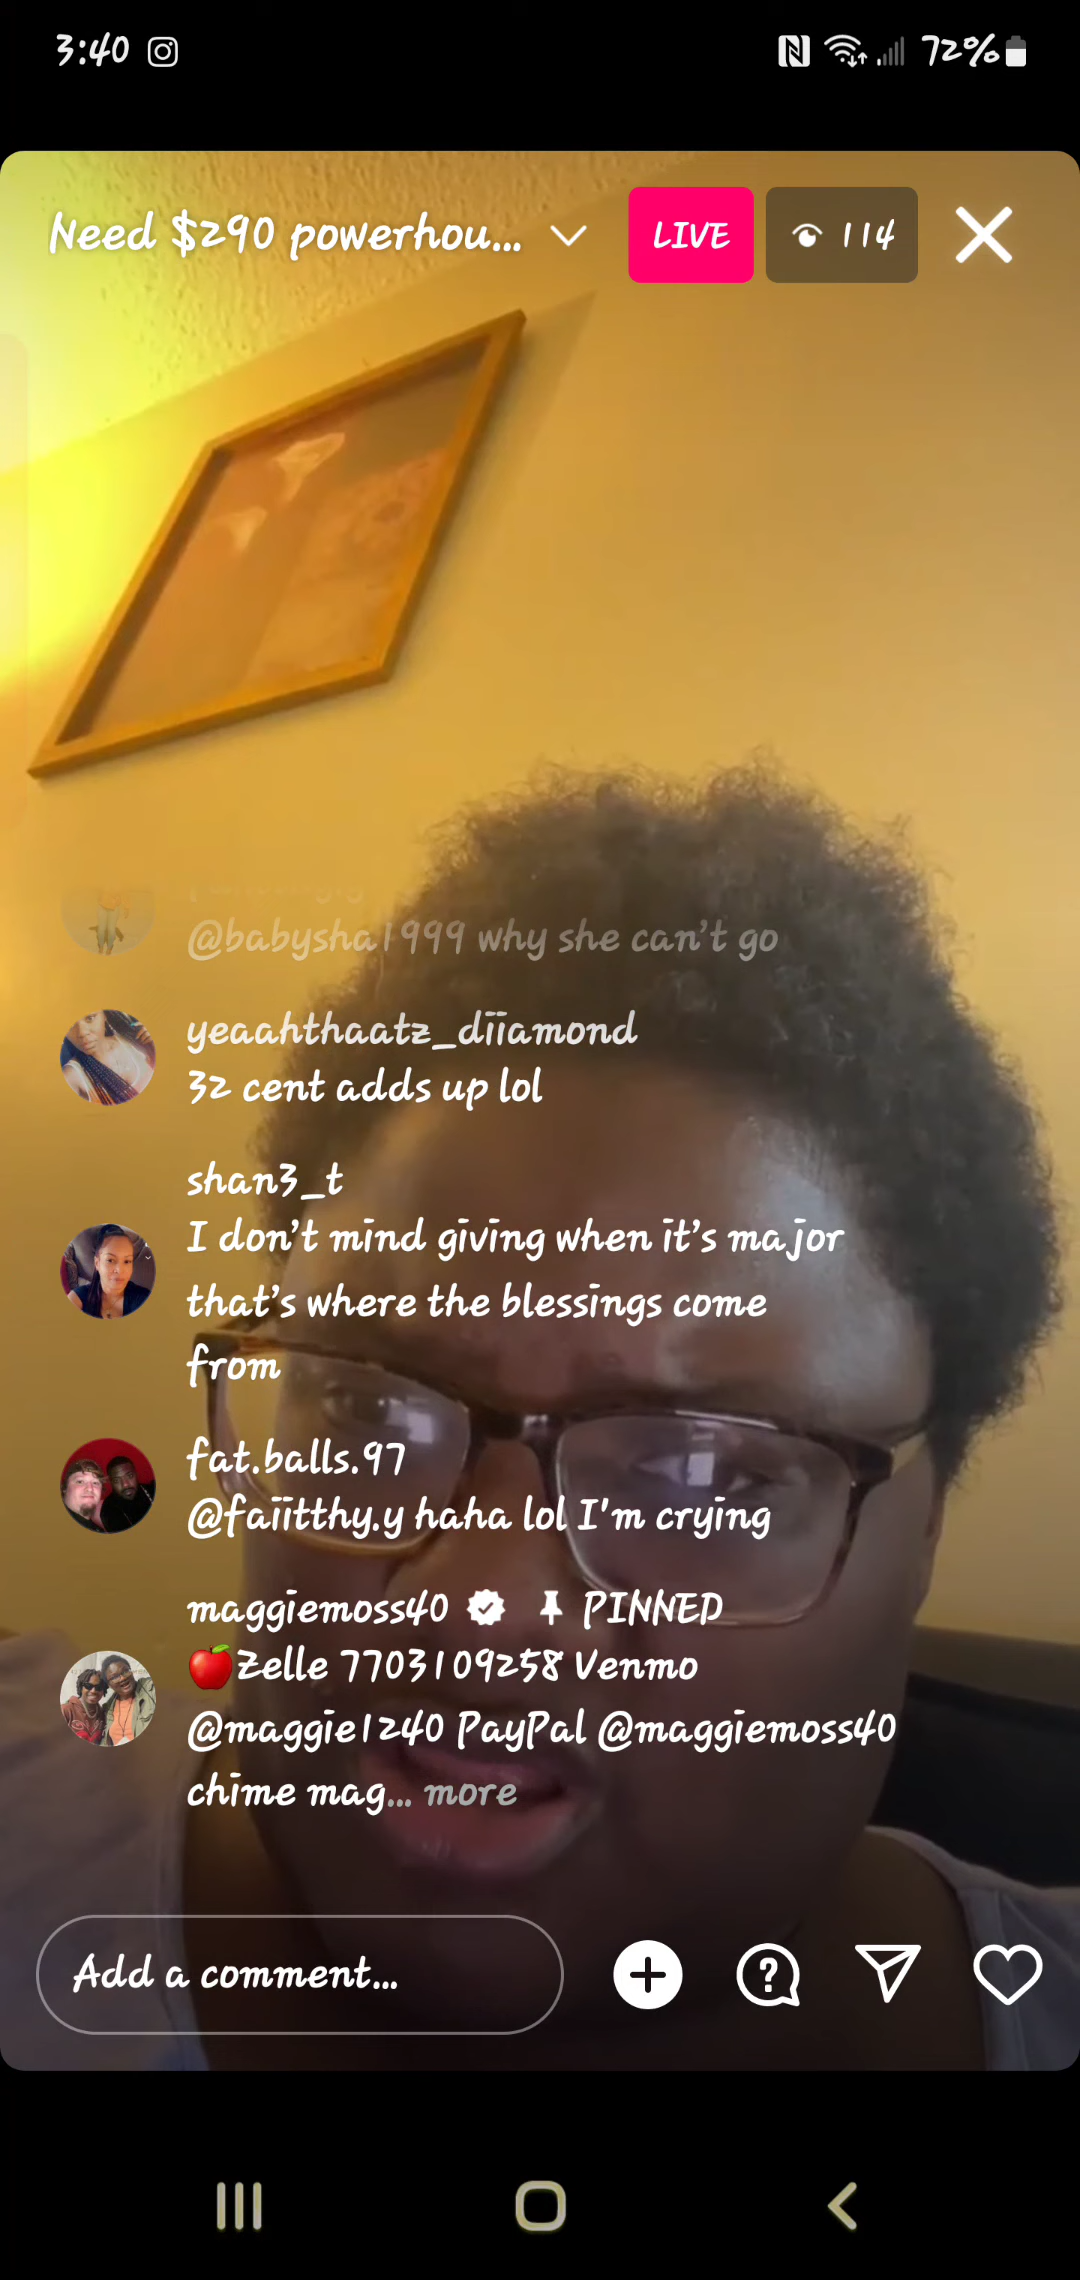 3:40
72%
Need $290 powerhou...
LIVE
114
@babysha1999 why she can't go
yeaahthaatz_diiamond
32 cent adds up lol
shan3_t
I don't mind giving when it's major
that's where the blessings come
from
fat.balls.97
@faiitthy.y haha lol I'm crying
maggiemoss40 PINNED
🍎Zelle 7703109258 Venmo
@maggie1240 PayPal @maggiemoss40
chime mag... more
Add a comment...